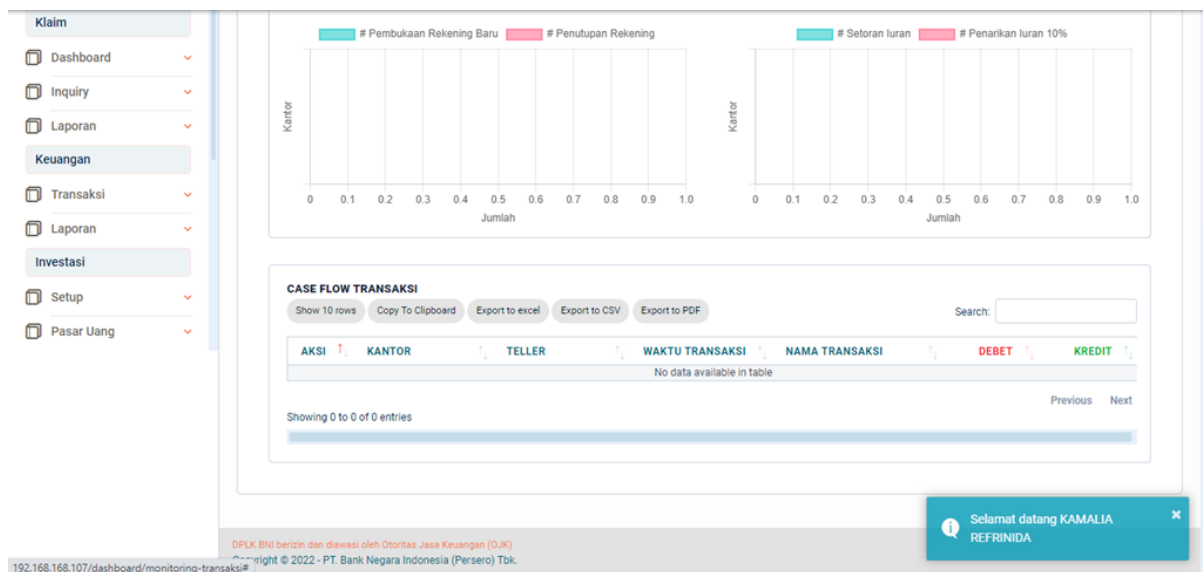 Klaim
Dashboard
Inquiry
Laporan
Keuangan
Transaksi
Laporan
Investasi
Setup
Pasar Uang
# Pembukaan Rekening Baru # Penutupan Rekening
Kantor
0 0.1 0.2 0.3 0.4 0.5 0.6 0.7 0.8 0.9 1.0
Jumlah
# Setoran Iuran # Penarikan Iuran 10%
Kantor
0 0.1 0.2 0.3 0.4 0.5 0.6 0.7 0.8 0.9 1.0
Jumlah
CASE FLOW TRANSAKSI
Show 10 rows Copy To Clipboard Export to excel Export to CSV Export to PDF Search:
AKSI KANTOR TELLER WAKTU TRANSAKSI NAMA TRANSAKSI DEBET KREDIT
No data available in table
Previous Next
Showing 0 to 0 of 0 entries
Selamat datang KAMALIA
REFRINIDA
DPLK BNI berizin dan diawasi oleh Otoritas Jasa Keuangan (OJK)
Copyright © 2022 - PT. Bank Negara Indonesia (Persero) Tbk.
192.168.168.107/dashboard/monitoring-transaksi#